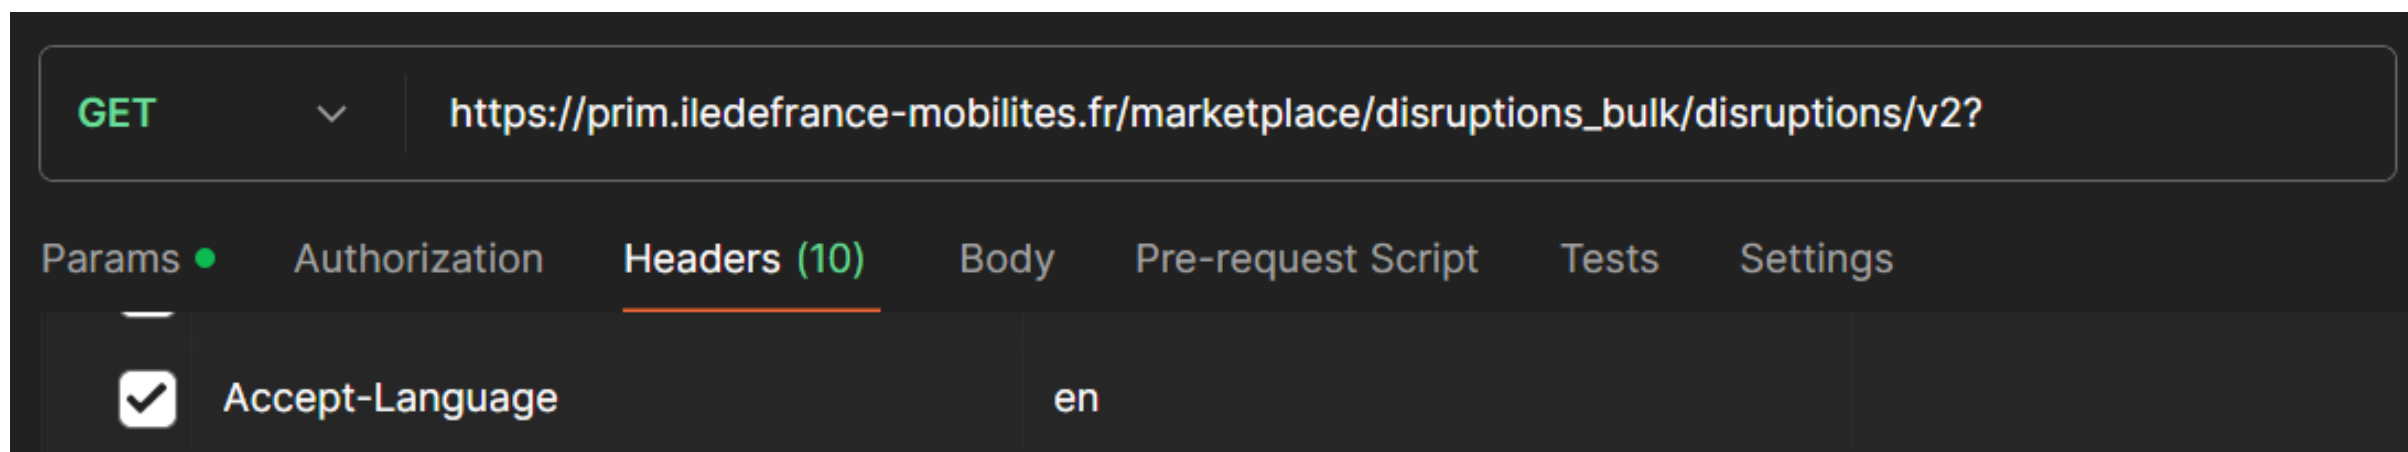 GET https://prim.iledefrance-mobilites.fr/marketplace/disruptions_bulk/disruptions/v2?
Params Authorization Headers (10) Body Pre-request Script Tests Settings
Accept-Language en